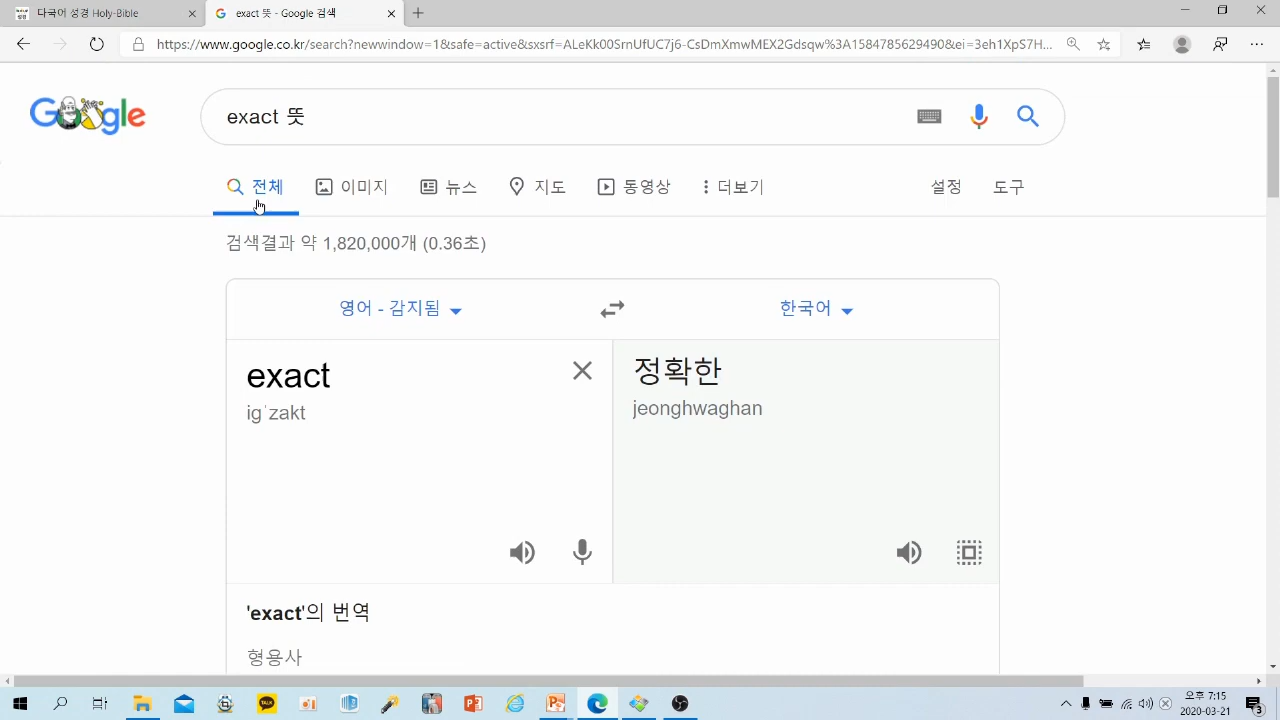 다국어 성경 Holy-Bible
exact 뜻 - Google 검색
https://www.google.co.kr/search?newwindow=1&safe=active&sxsrf=ALeKk00SrnUfUC7j6-CsDmXmwMEX2Gdsqw%3A1584785629490&ei=3eh1XpS7H...
Google
exact 뜻
전체
이미지
뉴스
지도
동영상
더보기
설정
도구
검색결과 약 1,820,000개 (0.36초)
영어 - 감지됨
한국어
exact
igˈzakt
정확한
jeonghwaghan
'exact'의 번역
형용사
TALK
오후 7:15
2020-03-21
3